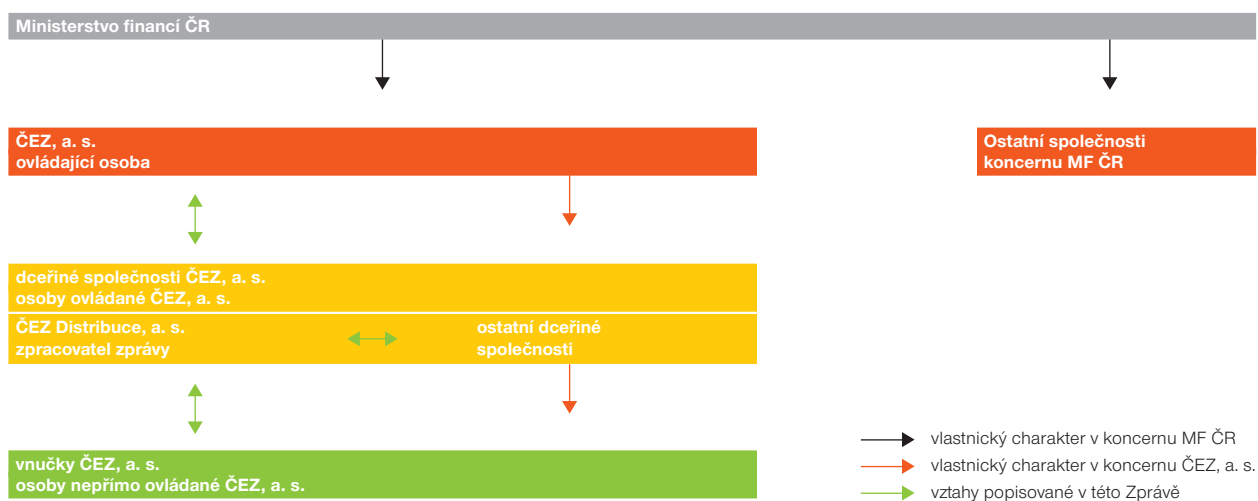 Ministerstvo financí ČR
ČEZ, a. s.
ovládající osoba
Ostatní společnosti
koncernu MF ČR
dceřiné společnosti ČEZ, a. s.
osoby ovládané ČEZ, a. s.
ČEZ Distribuce, a. s.
zpracovatel zprávy
ostatní dceřiné
společnosti
vnučky ČEZ, a. s.
osoby nepřímo ovládané ČEZ, a. s.
vlastnický charakter v koncernu MF ČR
vlastnický charakter v koncernu ČEZ, a. s.
vztahy popisované v této Zprávě